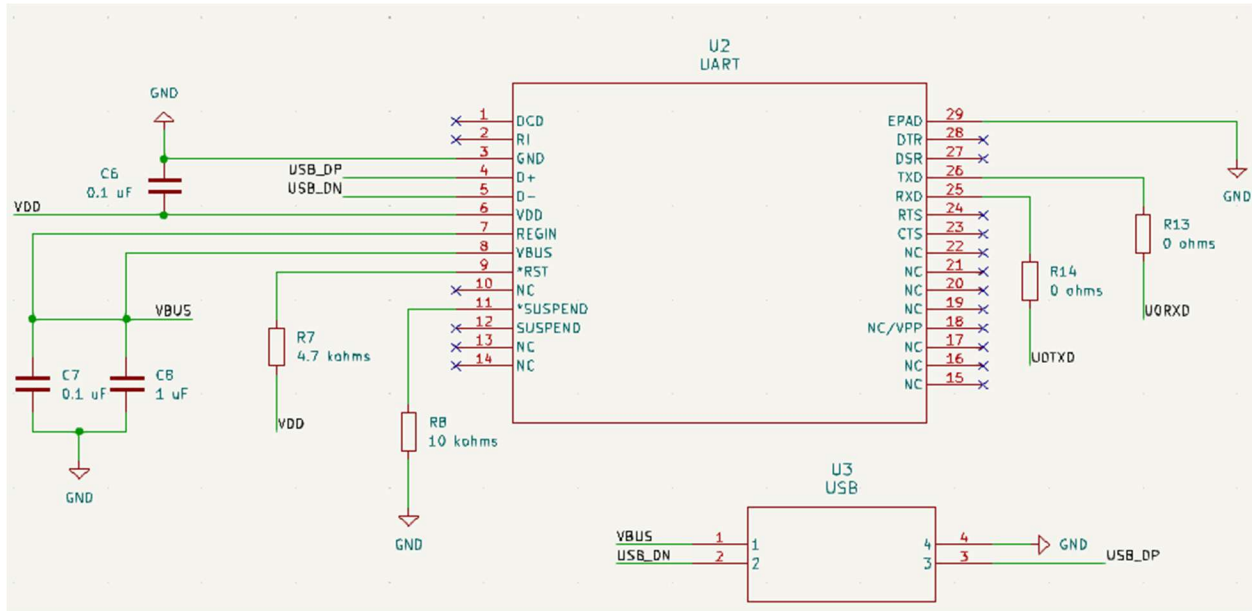 U2
UART
GND
C6
0.1 uF
VDD
USB_DP
USB_DN
1 DCD
2 RI
3 GND
4 D+
5 D-
6 VDD
7 REGIN
8 VBUS
9 *RST
10 NC
11 *SUSPEND
12 SUSPEND
13 NC
14 NC
EPAD 29
DTR 28
DSR 27
TXD 26
RXD 25
RTS 24
CTS 23
NC 22
NC 21
NC 20
NC 19
NC/VPP 18
NC 17
NC 16
NC 15
GND
R13
0 ohms
R14
0 ohms
U0RXD
U0TXD
VBUS
C7
0.1 uF
C8
1 uF
GND
R7
4.7 kohms
VDD
R8
10 kohms
GND
U3
USB
VBUS 1 1
USB_DN 2 2
4 4 GND
3 3 USB_DP